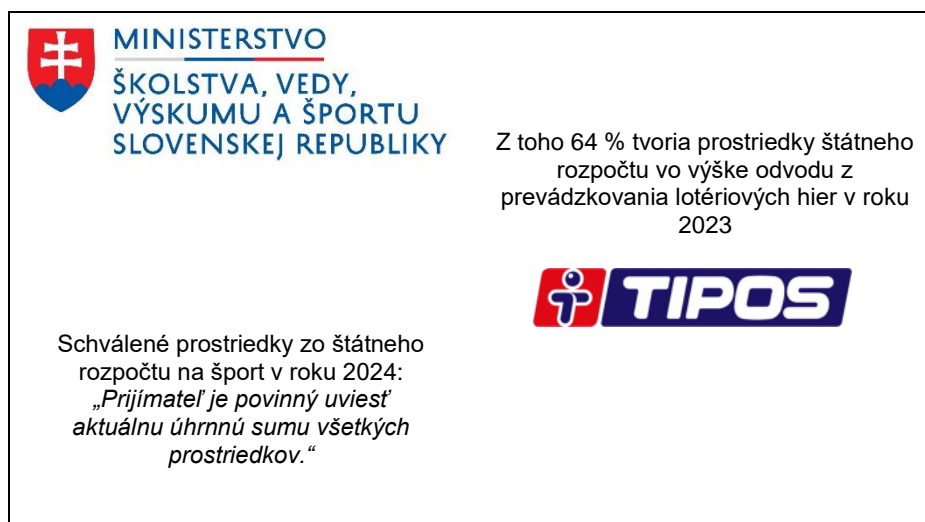 MINISTERSTVO
ŠKOLSTVA, VEDY,
VÝSKUMU A ŠPORTU
SLOVENSKEJ REPUBLIKY
Z toho 64 % tvoria prostriedky štátneho
rozpočtu vo výške odvodu z
prevádzkovania lotériových hier v roku
2023
TIPOS
Schválené prostriedky zo štátneho
rozpočtu na šport v roku 2024:
„Prijímateľ je povinný uviesť
aktuálnu úhrnnú sumu všetkých
prostriedkov.“